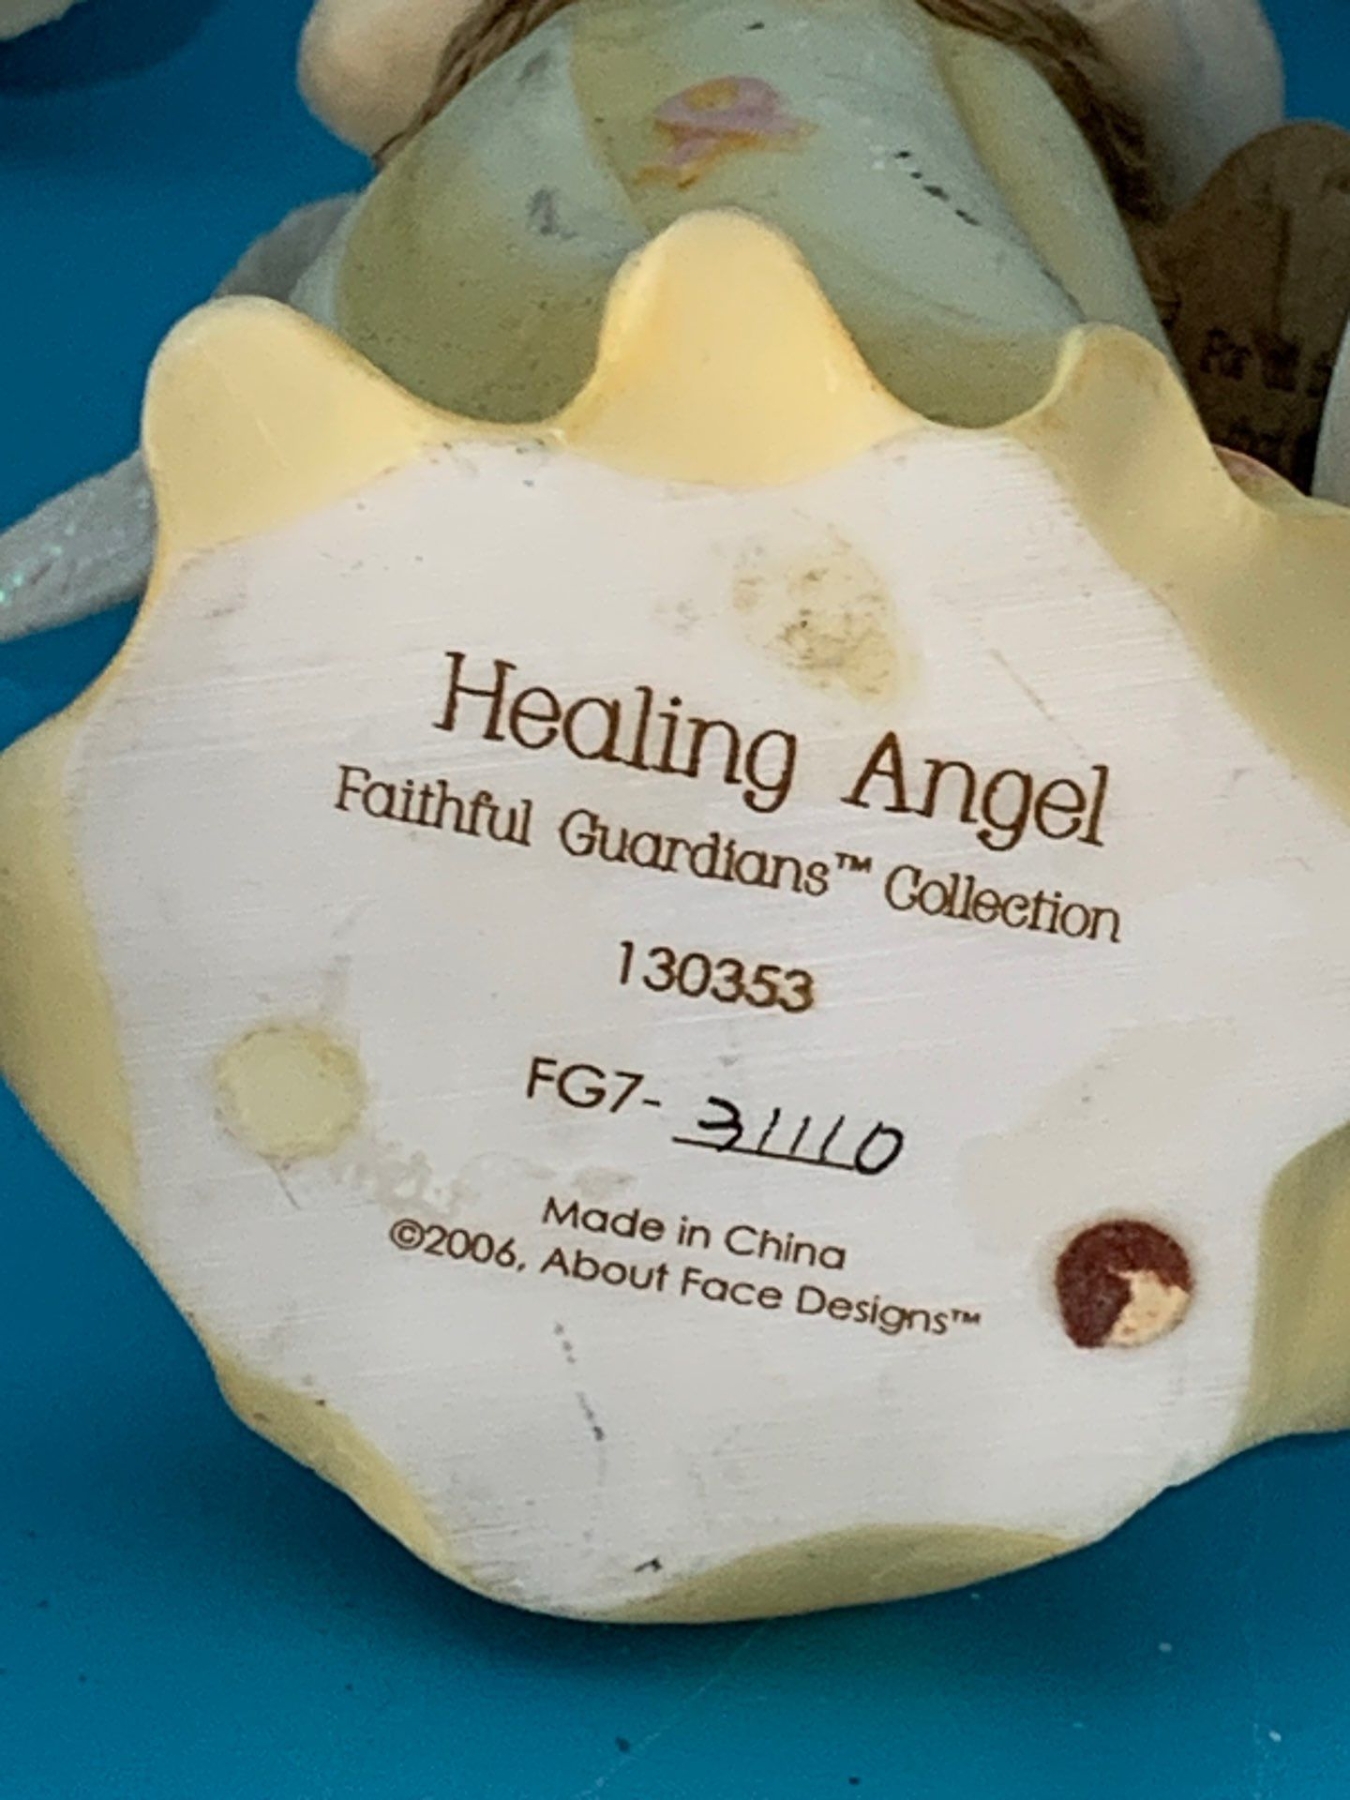 Healing Angel
Faithful Guardians™ Collection
130353
FG7- 31110
Made in China
©2006, About Face Designs™